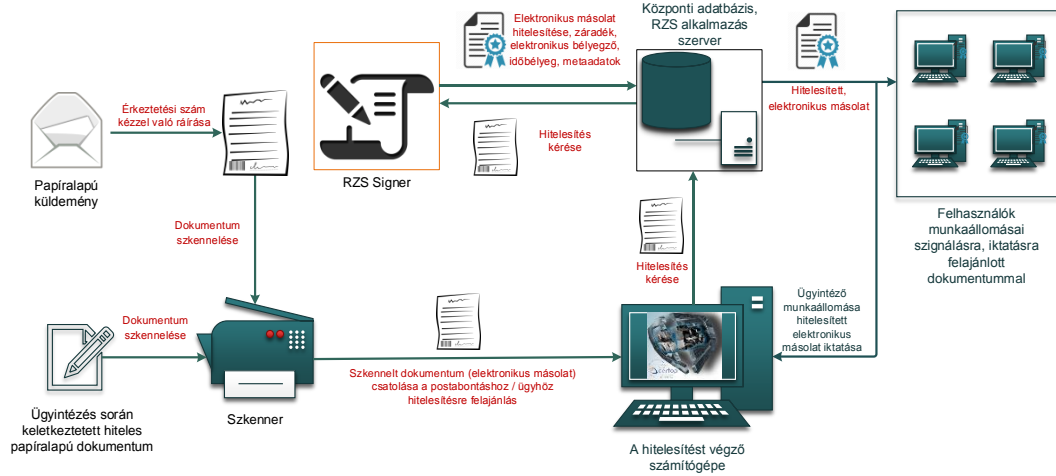 Elektronikus másolat
hitelesítése, záradék,
elektronikus bélyegző,
időbélyeg, metaadatok
Központi adatbázis,
RZS alkalmazás
szerver
Érkeztetési szám
kézzel való ráírása
Hitelesítés
kérése
Hitelesített,
elektronikus másolat
Papíralapú
küldemény
RZS Signer
Dokumentum
szkennelése
Hitelesítés
kérése
Felhasználók
munkaállomásai
szignálásra, iktatásra
felajánlott
dokumentummal
Dokumentum
szkennelése
Ügyintéző
munkaállomása
hitelesített
elektronikus
másolat iktatása
Szkennelt dokumentum (elektronikus másolat)
csatolása a postabontáshoz / ügyhöz
hitelesítésre felajánlás
Ügyintézés során
keletkeztetett hiteles
papíralapú dokumentum
Szkenner
A hitelesítést végző
számítógépe